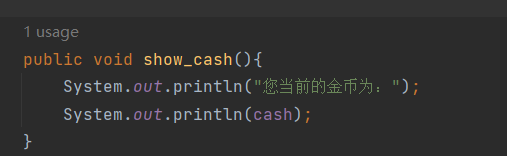 1 usage
public void show_cash(){
    System.out.println("您当前的金币为：");
    System.out.println(cash);
}